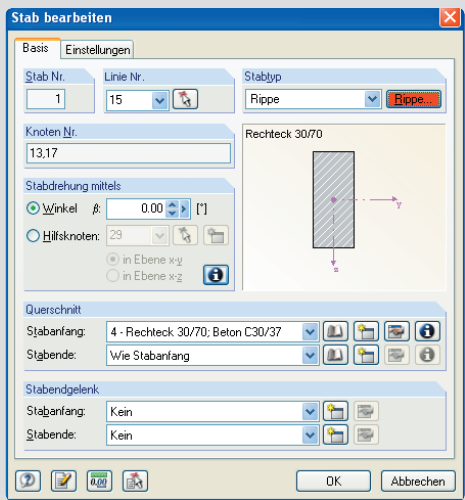 Stab bearbeiten
Basis Einstellungen
Stab Nr. Linie Nr. Stabtyp
1 15 Rippe Rippe...
Knoten Nr. Rechteck 30/70
13,17
Stabdrehung mittels
Winkel β: 0.00 [°]
Hilfsknoten: 29
in Ebene x-y
in Ebene x-z
y
z
Querschnitt
Stabanfang: 4 - Rechteck 30/70; Beton C30/37
Stabende: Wie Stabanfang
Stabendgelenk
Stabanfang: Kein
Stabende: Kein
0,00 OK Abbrechen